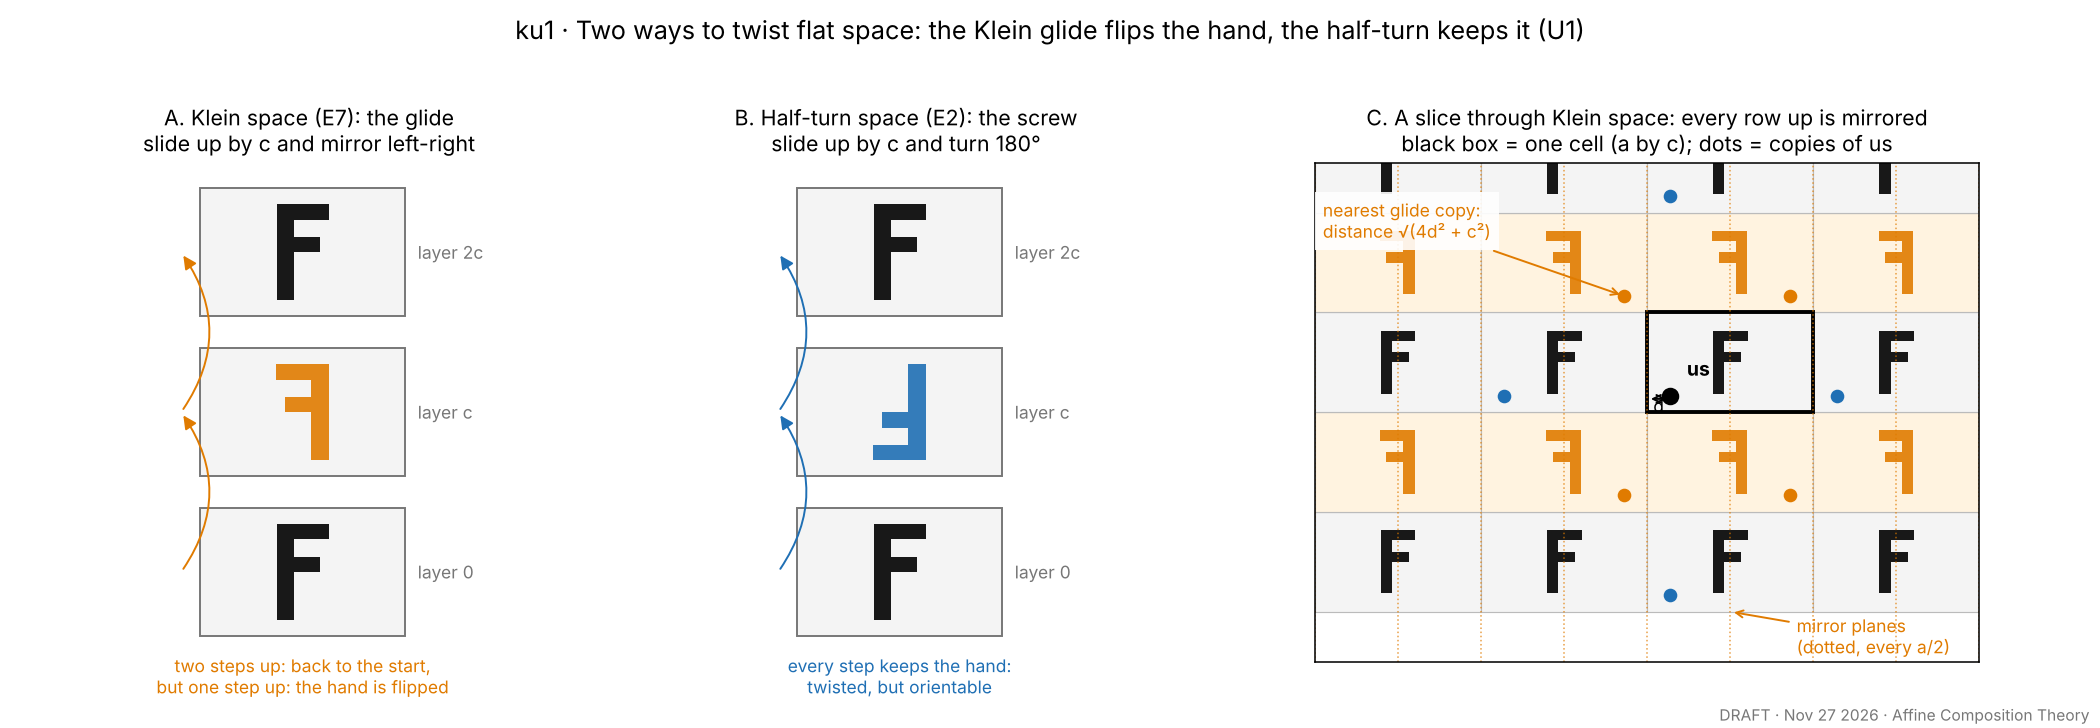 ku1 · Two ways to twist flat space: the Klein glide flips the hand, the half-turn keeps it (U1)
A. Klein space (E7): the glide
slide up by c and mirror left-right
F
layer 2c
layer c
F
layer 0
two steps up: back to the start,
but one step up: the hand is flipped
B. Half-turn space (E2): the screw
slide up by c and turn 180°
F
layer 2c
layer c
F
layer 0
every step keeps the hand:
twisted, but orientable
C. A slice through Klein space: every row up is mirrored
black box = one cell (a by c); dots = copies of us
nearest glide copy:
distance √(4d² + c²)
F F F F
us
F F F F
mirror planes
(dotted, every a/2)
DRAFT · Nov 27 2026 · Affine Composition Theory